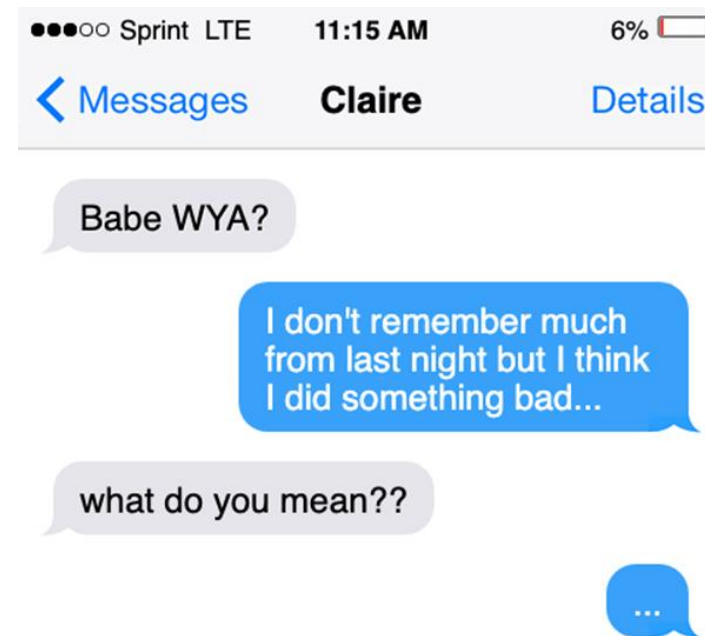 Sprint LTE 11:15 AM 6%
Messages Claire Details
Babe WYA?
I don't remember much
from last night but I think
I did something bad...
what do you mean??
...